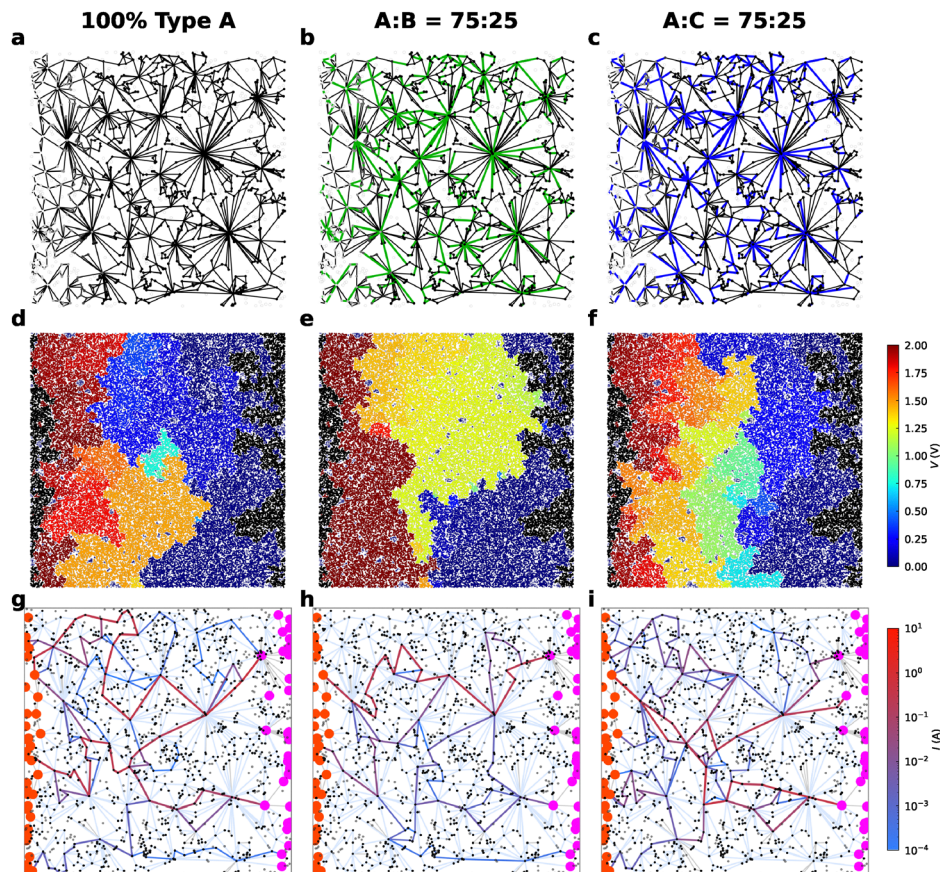 100% Type A
A:B = 75:25
A:C = 75:25
a
b
c
d
e
f
2.00
1.75
1.50
1.25
1.00
0.75
0.50
0.25
0.00
V (V)
g
h
i
10¹
10⁰
10⁻¹
10⁻²
10⁻³
10⁻⁴
I (A)